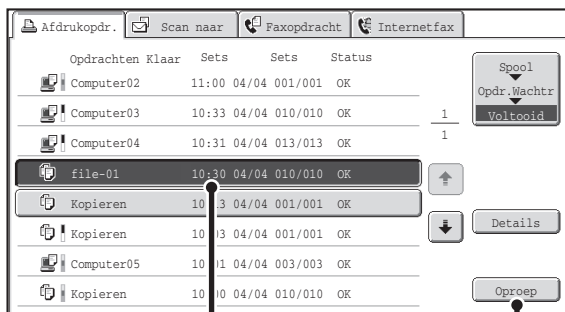 Afdrukopdr. Scan naar Faxopdracht Internetfax
Opdrachten Klaar Sets Sets Status
Computer02 11:00 04/04 001/001 OK
Computer03 10:33 04/04 010/010 OK
Computer04 10:31 04/04 013/013 OK
file-01 10:30 04/04 010/010 OK
Kopieren 04/04 001/001 OK
Kopieren 04/04 001/001 OK
Computer05 04/04 003/003 OK
Kopieren 04/04 010/010 OK
1
1
Spool
Opdr.Wachtr
Voltooid
Details
Oproep